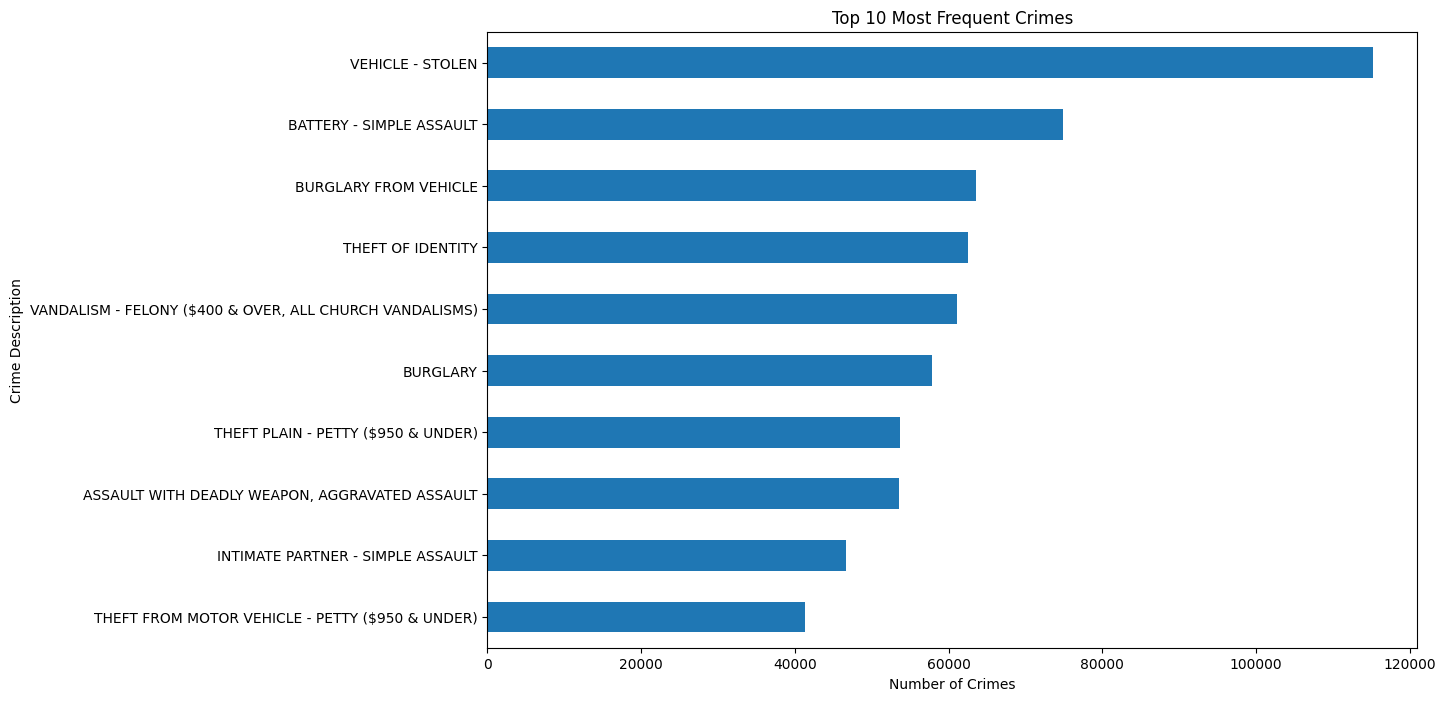 Top 10 Most Frequent Crimes
Crime Description
VEHICLE - STOLEN
BATTERY - SIMPLE ASSAULT
BURGLARY FROM VEHICLE
THEFT OF IDENTITY
VANDALISM - FELONY ($400 & OVER, ALL CHURCH VANDALISMS)
BURGLARY
THEFT PLAIN - PETTY ($950 & UNDER)
ASSAULT WITH DEADLY WEAPON, AGGRAVATED ASSAULT
INTIMATE PARTNER - SIMPLE ASSAULT
THEFT FROM MOTOR VEHICLE - PETTY ($950 & UNDER)
0 20000 40000 60000 80000 100000 120000
Number of Crimes